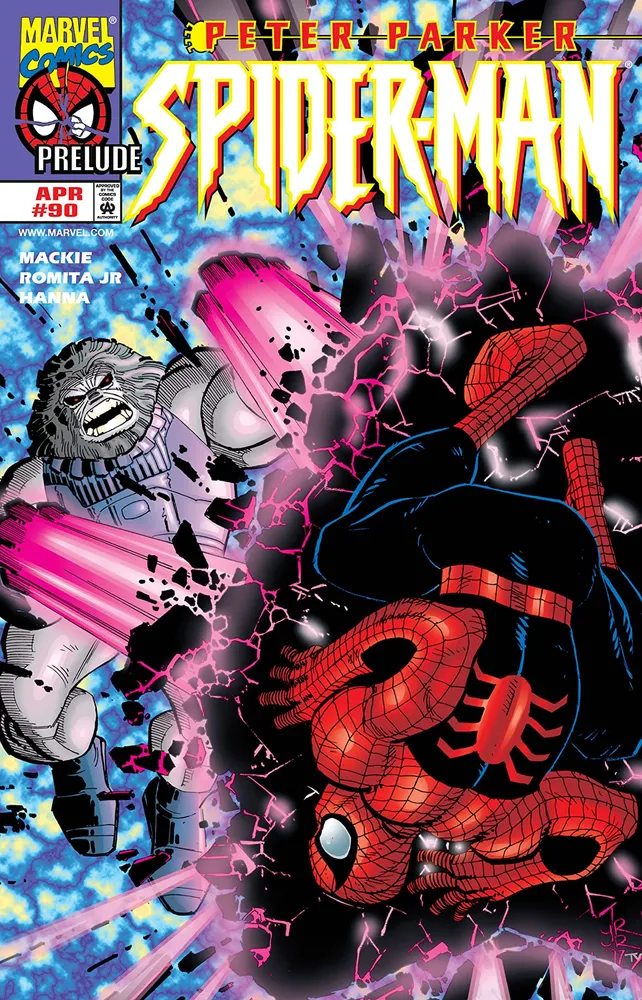 MARVEL
COMICS
PETER PARKER
SPIDER-MAN
®
PRELUDE
APR
#90
APPROVED
BY THE
COMICS
CODE
CA
AUTHORITY
WWW.MARVEL.COM
MACKIE
ROMITA JR
HANNA